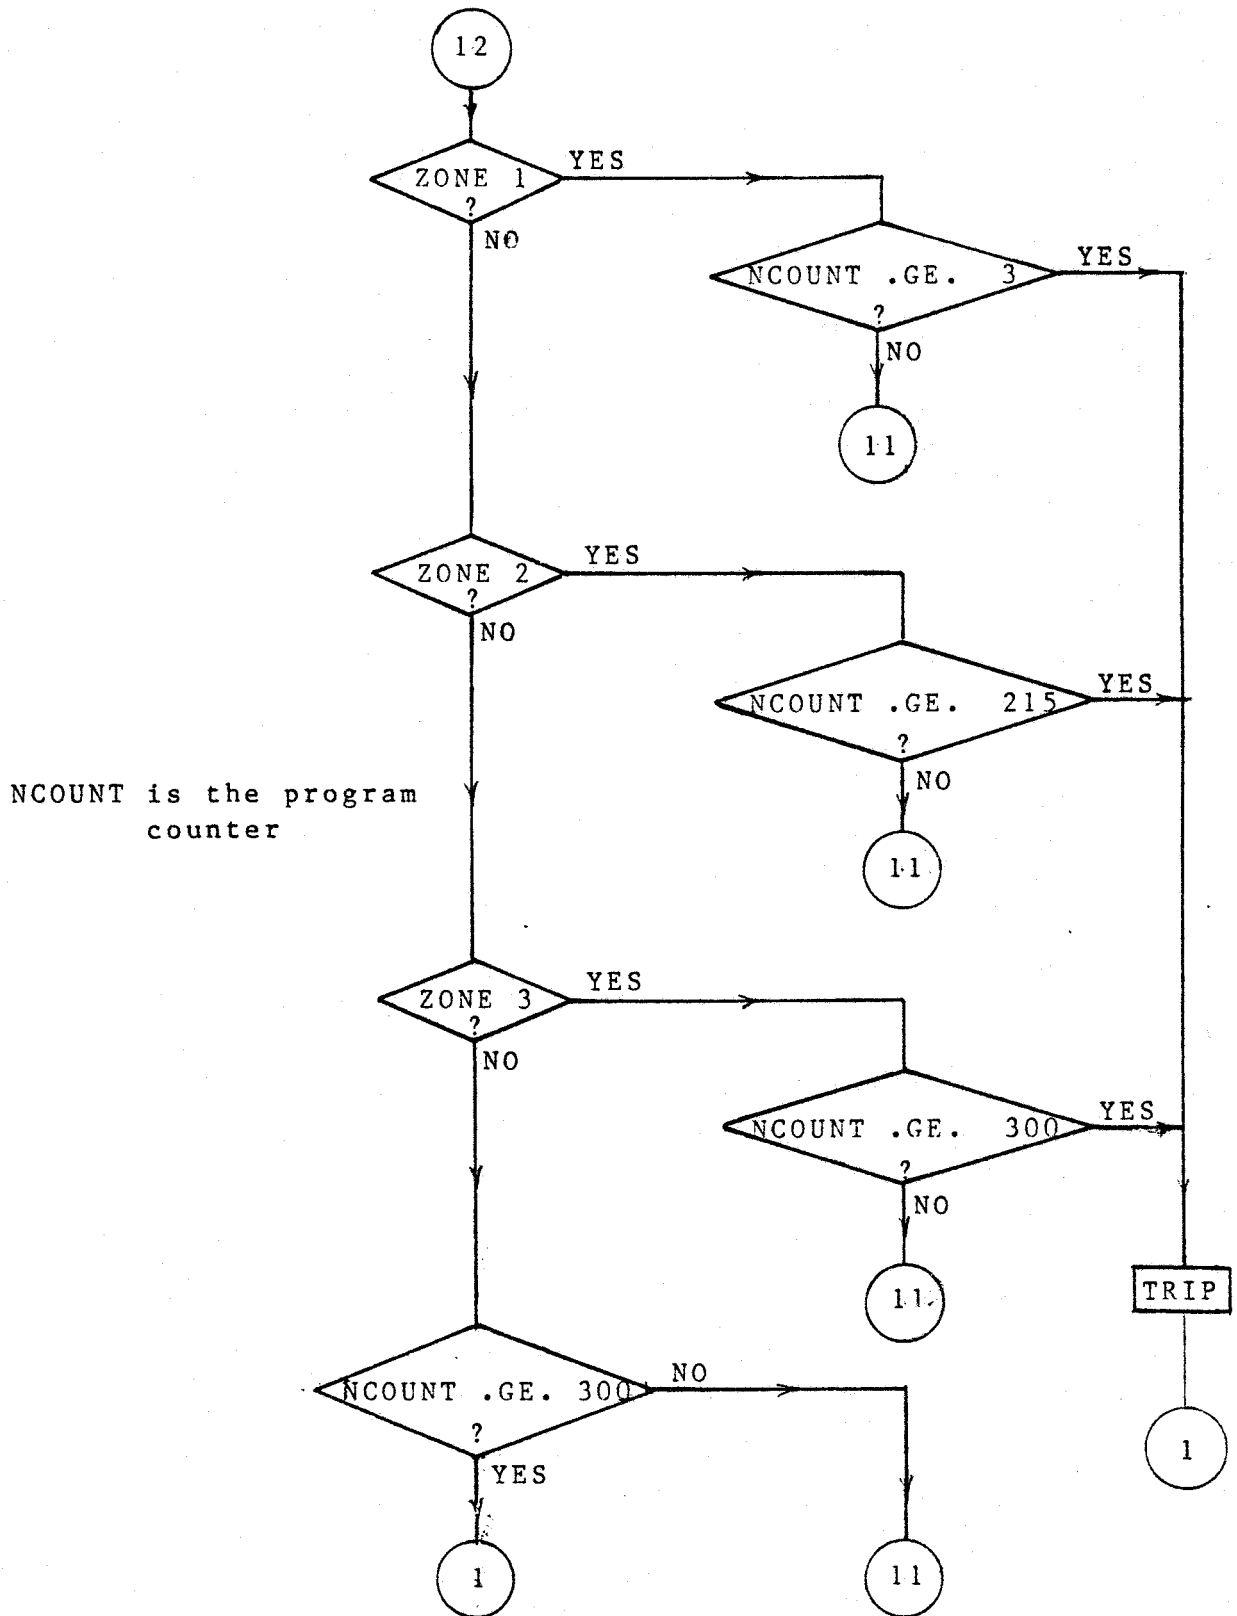 12
ZONE 1
?
YES
NO
NCOUNT .GE. 3
?
YES
NO
11
ZONE 2
?
YES
NO
NCOUNT .GE. 215
?
YES
NO
11
NCOUNT is the program
counter
ZONE 3
?
YES
NO
NCOUNT .GE. 300
?
YES
NO
11
TRIP
1
NCOUNT .GE. 300
?
NO
YES
1
11